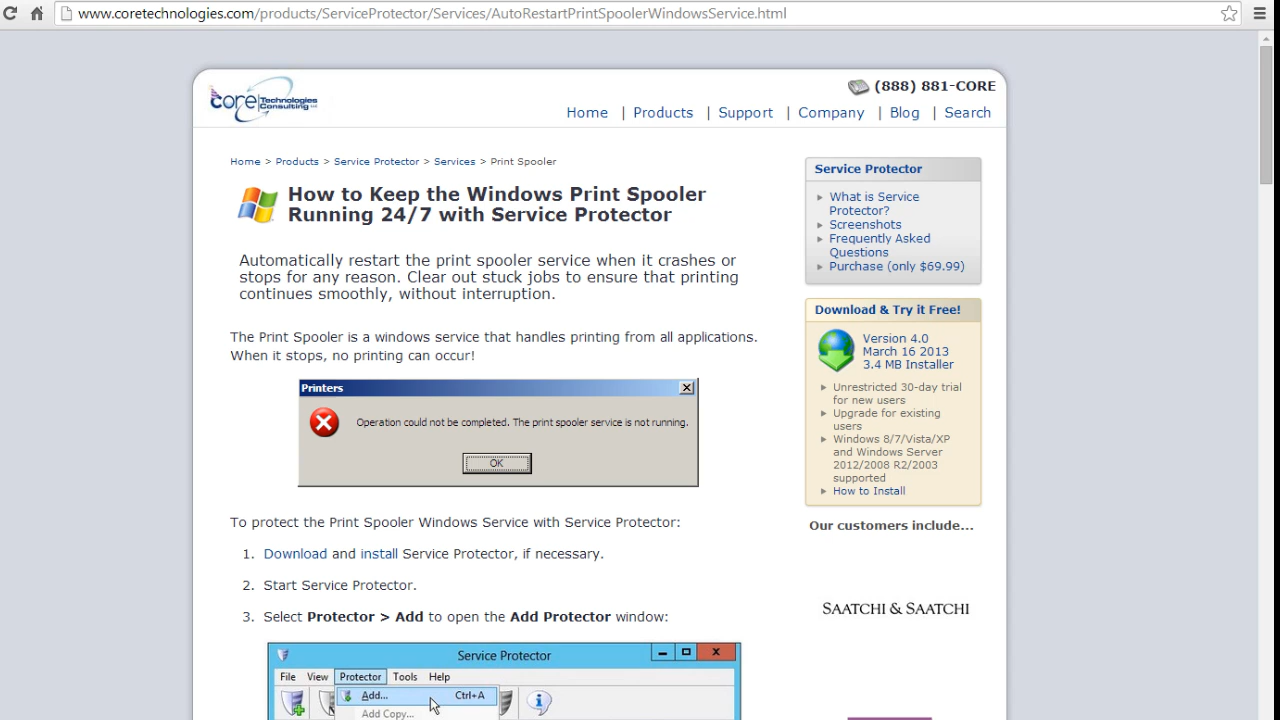 www.coretechnologies.com/products/ServiceProtector/Services/AutoRestartPrintSpoolerWindowsService.html
core Technologies
Consulting, LLC
(888) 881-CORE
Home | Products | Support | Company | Blog | Search
Home > Products > Service Protector > Services > Print Spooler
How to Keep the Windows Print Spooler
Running 24/7 with Service Protector
Automatically restart the print spooler service when it crashes or
stops for any reason. Clear out stuck jobs to ensure that printing
continues smoothly, without interruption.
The Print Spooler is a windows service that handles printing from all applications.
When it stops, no printing can occur!
Printers
Operation could not be completed. The print spooler service is not running.
OK
To protect the Print Spooler Windows Service with Service Protector:
1. Download and install Service Protector, if necessary.
2. Start Service Protector.
3. Select Protector > Add to open the Add Protector window:
Service Protector
File View Protector Tools Help
Add... Ctrl+A
Add Copy...
Service Protector
What is Service
Protector?
Screenshots
Frequently Asked
Questions
Purchase (only $69.99)
Download & Try it Free!
Version 4.0
March 16 2013
3.4 MB Installer
Unrestricted 30-day trial
for new users
Upgrade for existing
users
Windows 8/7/Vista/XP
and Windows Server
2012/2008 R2/2003
supported
How to Install
Our customers include...
SAATCHI & SAATCHI